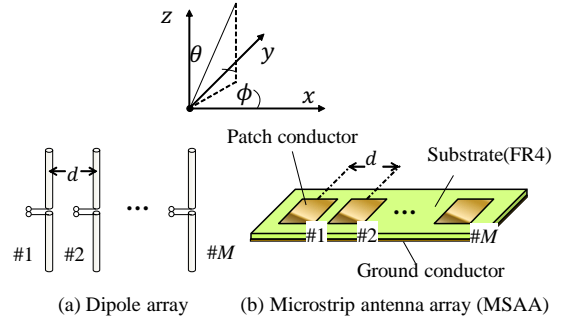 z
θ
y
ϕ
x
Patch conductor
d
Substrate(FR4)
d
...
...
#1
#2
#M
#1
#2
#M
Ground conductor
(a) Dipole array
(b) Microstrip antenna array (MSAA)